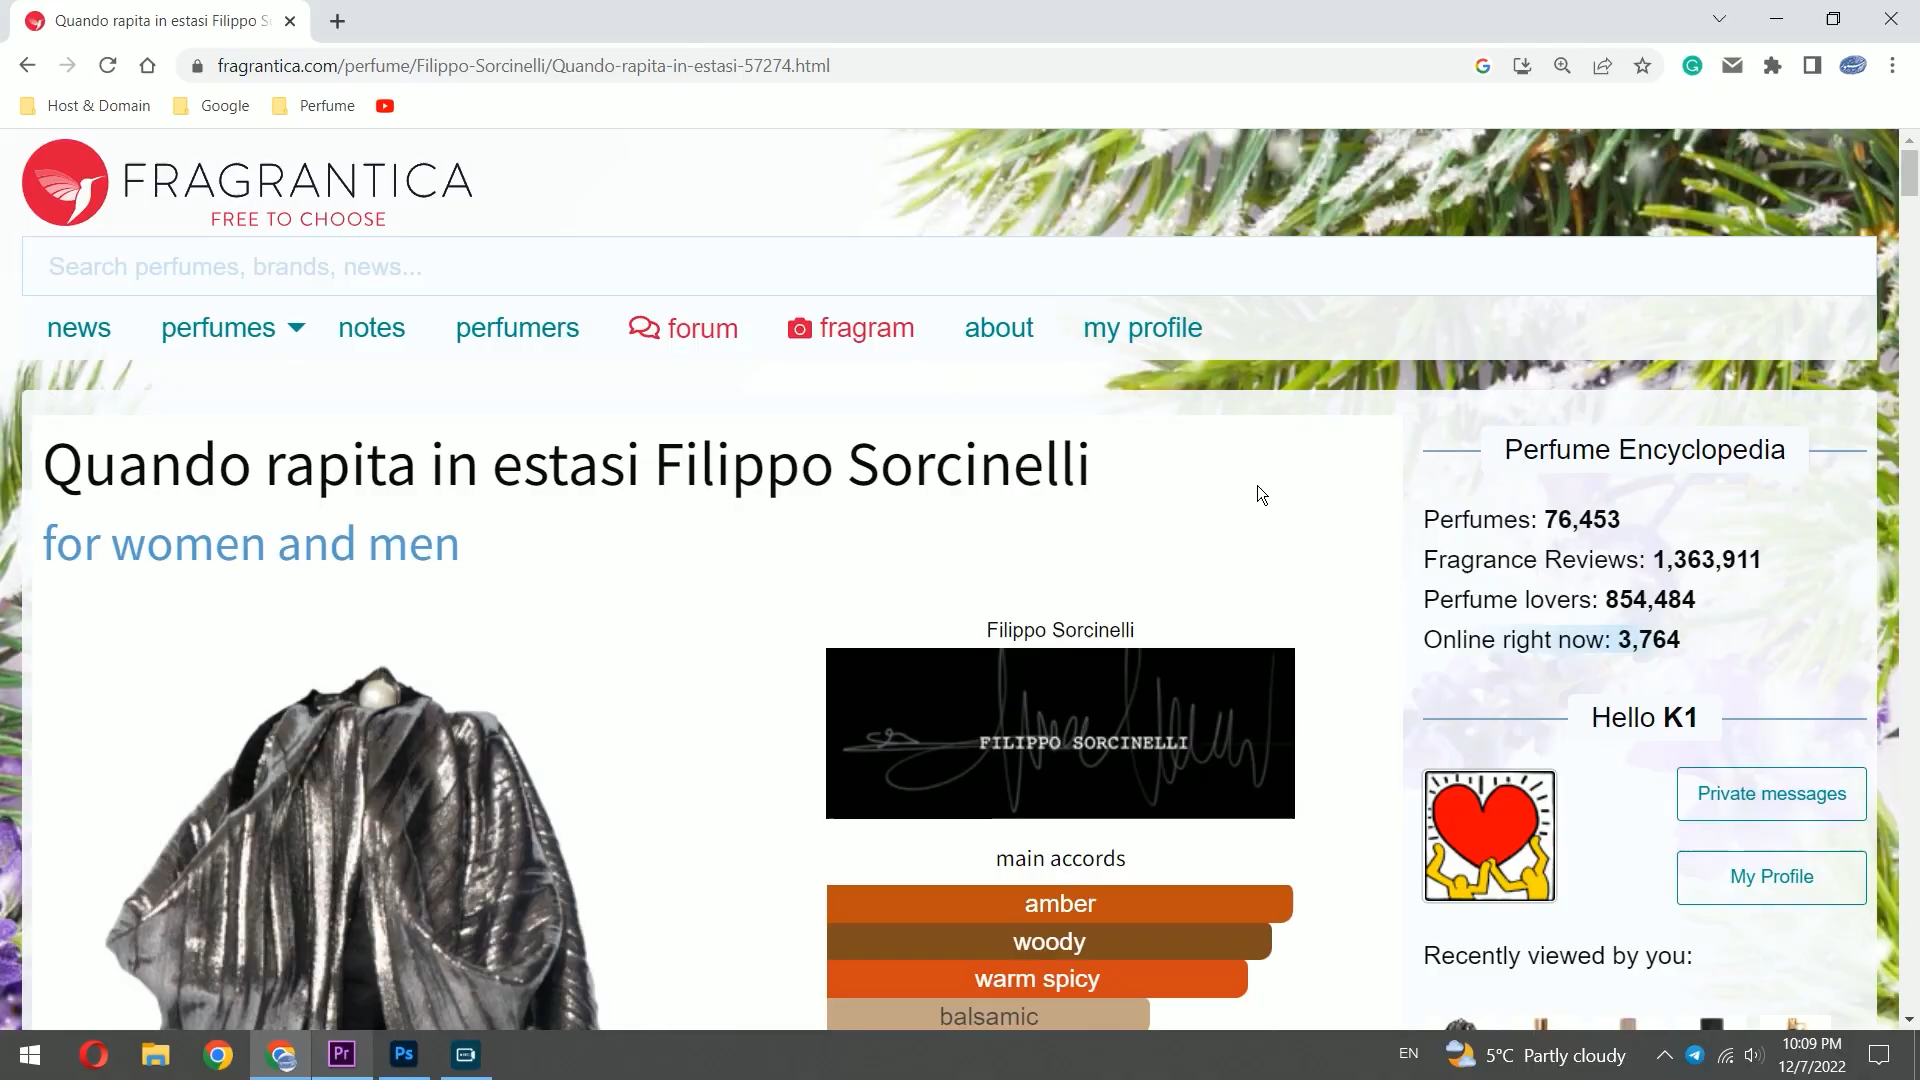 Quando rapita in estasi Filippo S
fragrantica.com/perfume/Filippo-Sorcinelli/Quando-rapita-in-estasi-57274.html
Host & Domain
Google
Perfume
FRAGRANTICA
FREE TO CHOOSE
Search perfumes, brands, news...
news
perfumes
notes
perfumers
forum
fragram
about
my profile
Quando rapita in estasi Filippo Sorcinelli
for women and men
Filippo Sorcinelli
FILIPPO SORCINELLI
main accords
amber
woody
warm spicy
balsamic
Perfume Encyclopedia
Perfumes: 76,453
Fragrance Reviews: 1,363,911
Perfume lovers: 854,484
Online right now: 3,764
Hello K1
Private messages
My Profile
Recently viewed by you:
Pr
Ps
EN
5°C Partly cloudy
10:09 PM
12/7/2022